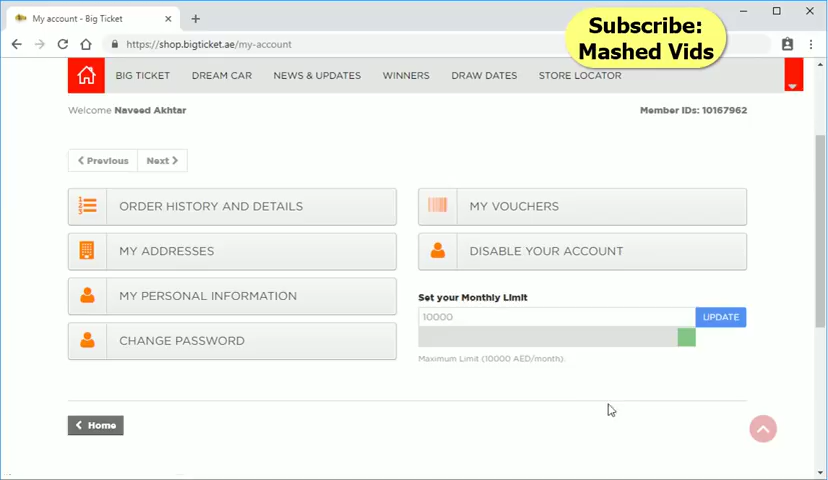 My account - Big Ticket
Subscribe:
Mashed Vids
https://shop.bigticket.ae/my-account
BIG TICKET
DREAM CAR
NEWS & UPDATES
WINNERS
DRAW DATES
STORE LOCATOR
Welcome Naveed Akhtar
Member IDs: 10167962
Previous
Next
ORDER HISTORY AND DETAILS
MY VOUCHERS
MY ADDRESSES
DISABLE YOUR ACCOUNT
MY PERSONAL INFORMATION
Set your Monthly Limit
10000
UPDATE
CHANGE PASSWORD
Maximum Limit (10000 AED/month).
Home